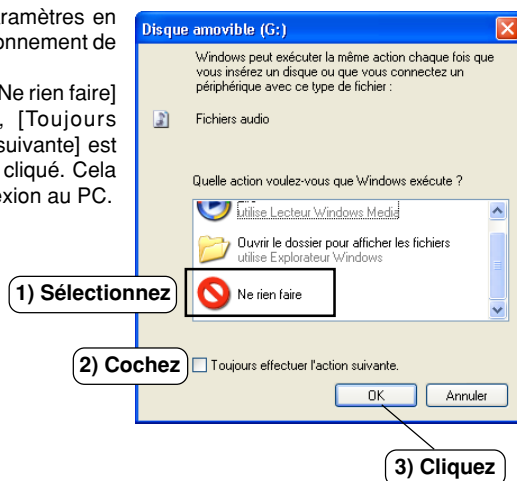 ramètres en
onnement de
Ne rien faire]
, [Toujours
suivante] est
cliqué. Cela
exion au PC.
Disque amovible (G:)
Windows peut exécuter la même action chaque fois que
vous insérez un disque ou que vous connectez un
périphérique avec ce type de fichier :
Fichiers audio
Quelle action voulez-vous que Windows exécute ?
utilise Lecteur Windows Media
Ouvrir le dossier pour afficher les fichiers
utilise Explorateur Windows
1) Sélectionnez
Ne rien faire
2) Cochez
Toujours effectuer l'action suivante.
OK
Annuler
3) Cliquez